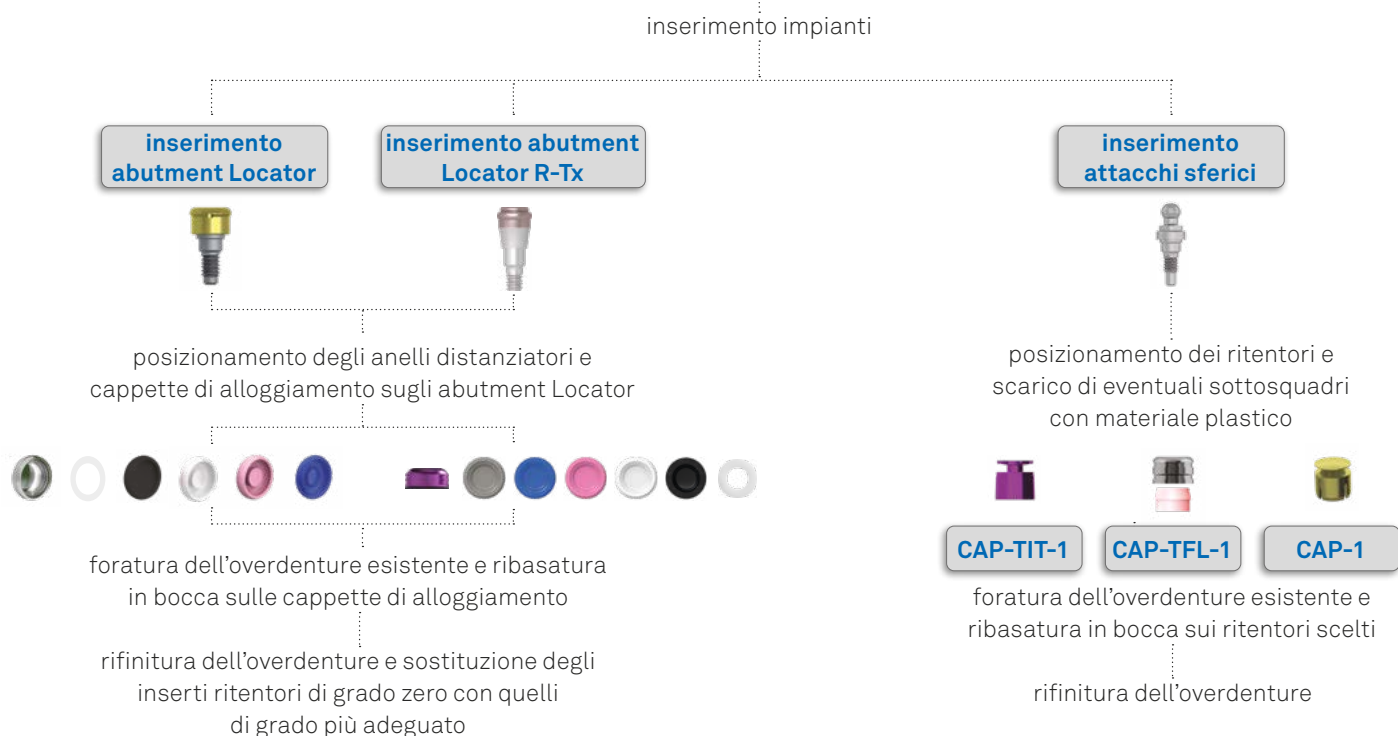 inserimento impianti
inserimento
abutment Locator
inserimento abutment
Locator R-Tx
inserimento
attacchi sferici
posizionamento degli anelli distanziatori e
cappette di alloggiamento sugli abutment Locator
posizionamento dei ritentori e
scarico di eventuali sottosquadri
con materiale plastico
CAP-TIT-1
CAP-TFL-1
CAP-1
foratura dell’overdenture esistente e ribasatura
in bocca sulle cappette di alloggiamento
foratura dell’overdenture esistente e
ribasatura in bocca sui ritentori scelti
rifinitura dell’overdenture e sostituzione degli
inserti ritentori di grado zero con quelli
di grado più adeguato
rifinitura dell’overdenture